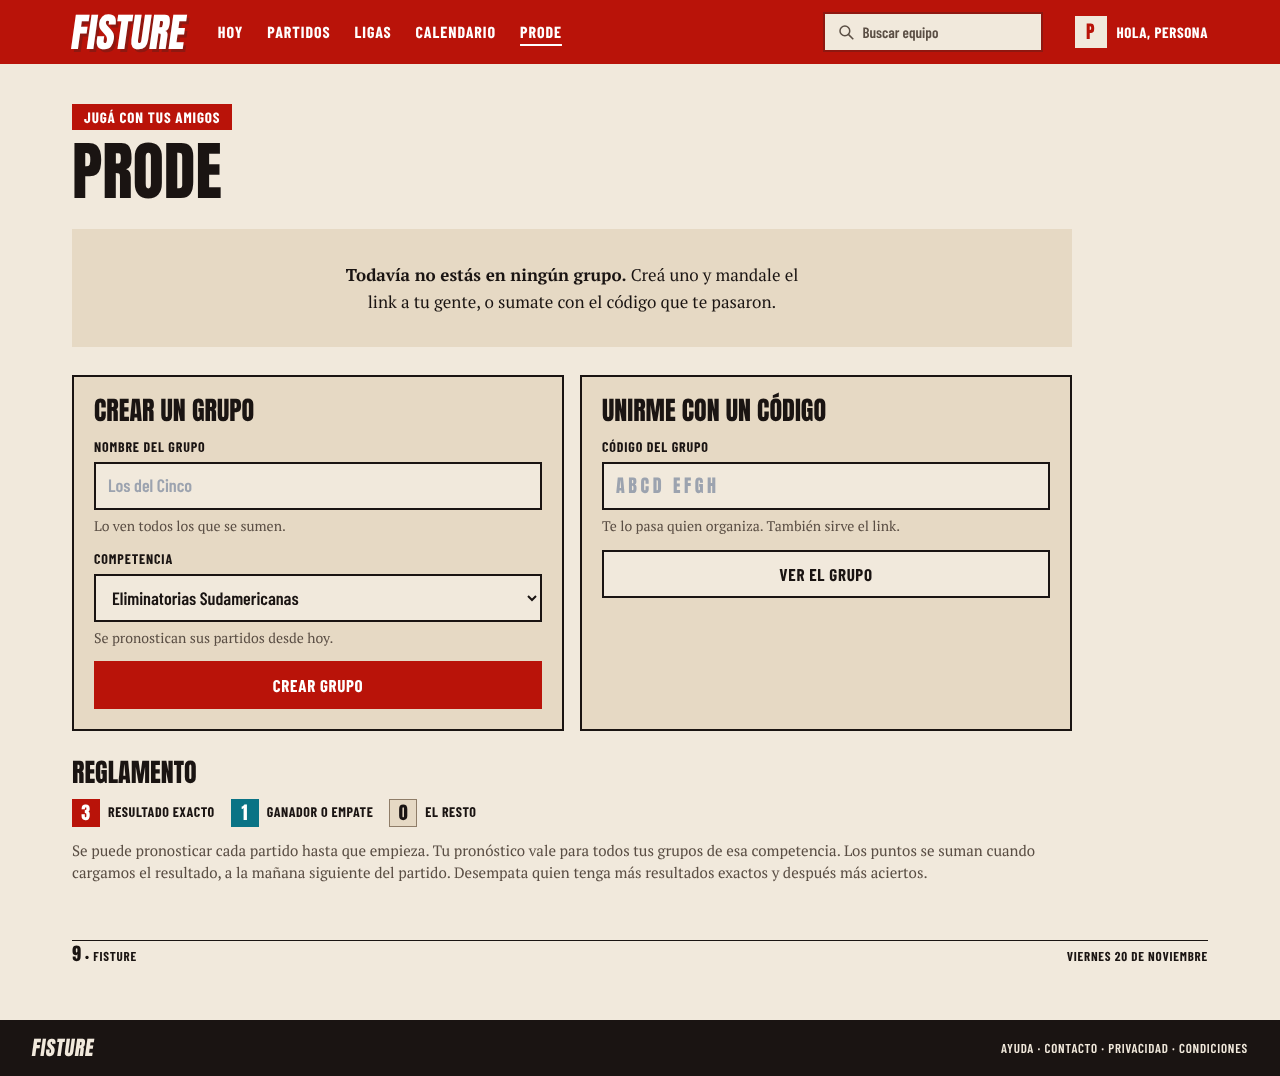 FISTURE
HOY PARTIDOS LIGAS CALENDARIO PRODE
Buscar equipo
P HOLA, PERSONA
JUGÁ CON TUS AMIGOS
PRODE
Todavía no estás en ningún grupo. Creá uno y mandale el
link a tu gente, o sumate con el código que te pasaron.
CREAR UN GRUPO
NOMBRE DEL GRUPO
Los del Cinco
Lo ven todos los que se sumen.
COMPETENCIA
Eliminatorias Sudamericanas
Se pronostican sus partidos desde hoy.
CREAR GRUPO
UNIRME CON UN CÓDIGO
CÓDIGO DEL GRUPO
ABCD EFGH
Te lo pasa quien organiza. También sirve el link.
VER EL GRUPO
REGLAMENTO
3 RESULTADO EXACTO 1 GANADOR O EMPATE 0 EL RESTO
Se puede pronosticar cada partido hasta que empieza. Tu pronóstico vale para todos tus grupos de esa competencia. Los puntos se suman cuando
cargamos el resultado, a la mañana siguiente del partido. Desempata quien tenga más resultados exactos y después más aciertos.
9 • FISTURE
VIERNES 20 DE NOVIEMBRE
FISTURE
AYUDA · CONTACTO · PRIVACIDAD · CONDICIONES